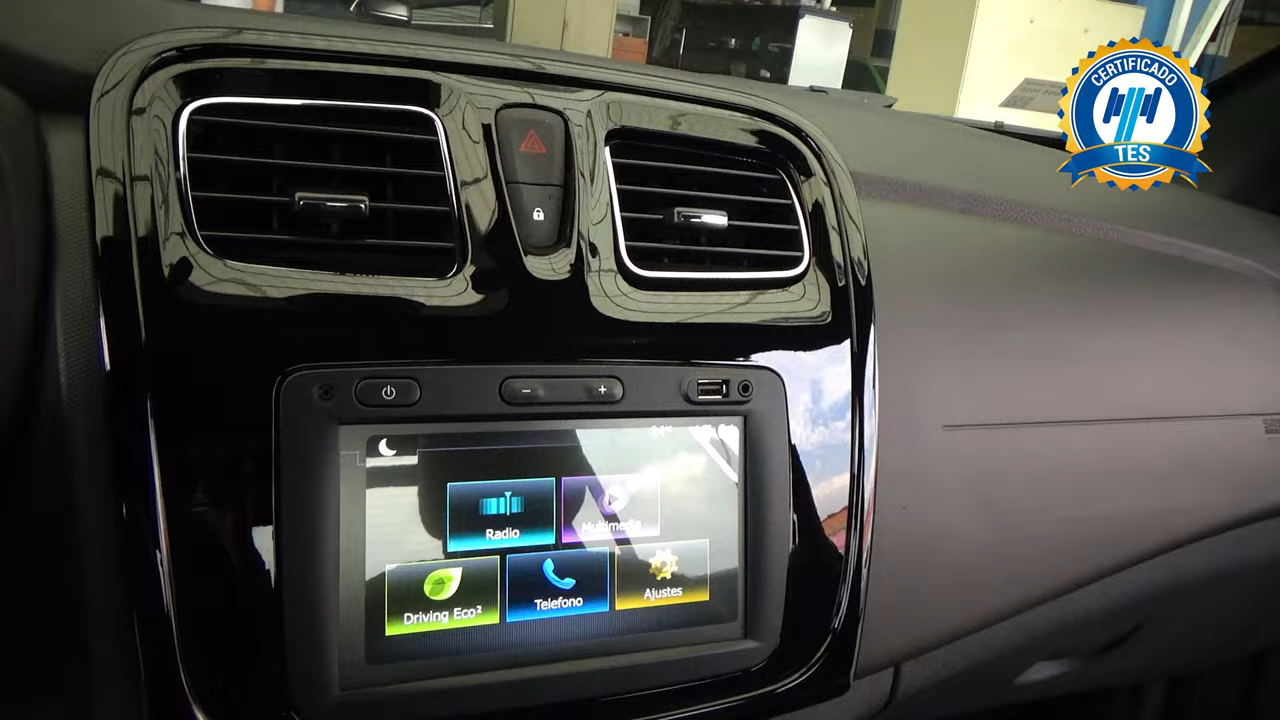 CERTIFICADO
TES
Radio
Multimedia
Driving Eco²
Telefono
Ajustes